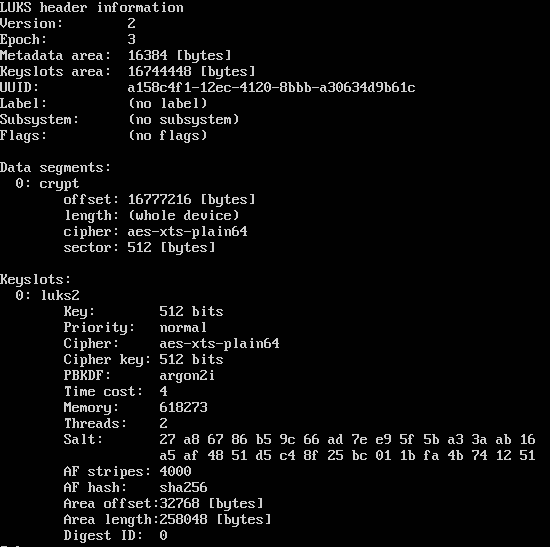 LUKS header information
Version:        2
Epoch:          3
Metadata area:  16384 [bytes]
Keyslots area:  16744448 [bytes]
UUID:           a158c4f1-12ec-4120-8bbb-a30634d9b61c
Label:          (no label)
Subsystem:      (no subsystem)
Flags:          (no flags)

Data segments:
  0: crypt
        offset: 16777216 [bytes]
        length: (whole device)
        cipher: aes-xts-plain64
        sector: 512 [bytes]

Keyslots:
  0: luks2
        Key:        512 bits
        Priority:   normal
        Cipher:     aes-xts-plain64
        Cipher key: 512 bits
        PBKDF:      argon2i
        Time cost:  4
        Memory:     618273
        Threads:    2
        Salt:       27 a8 67 86 b5 9c 66 ad 7e e9 5f 5b a3 3a ab 16
                    a5 af 48 51 d5 c4 8f 25 bc 01 1b fa 4b 74 12 51
        AF stripes: 4000
        AF hash:    sha256
        Area offset:32768 [bytes]
        Area length:258048 [bytes]
        Digest ID:  0